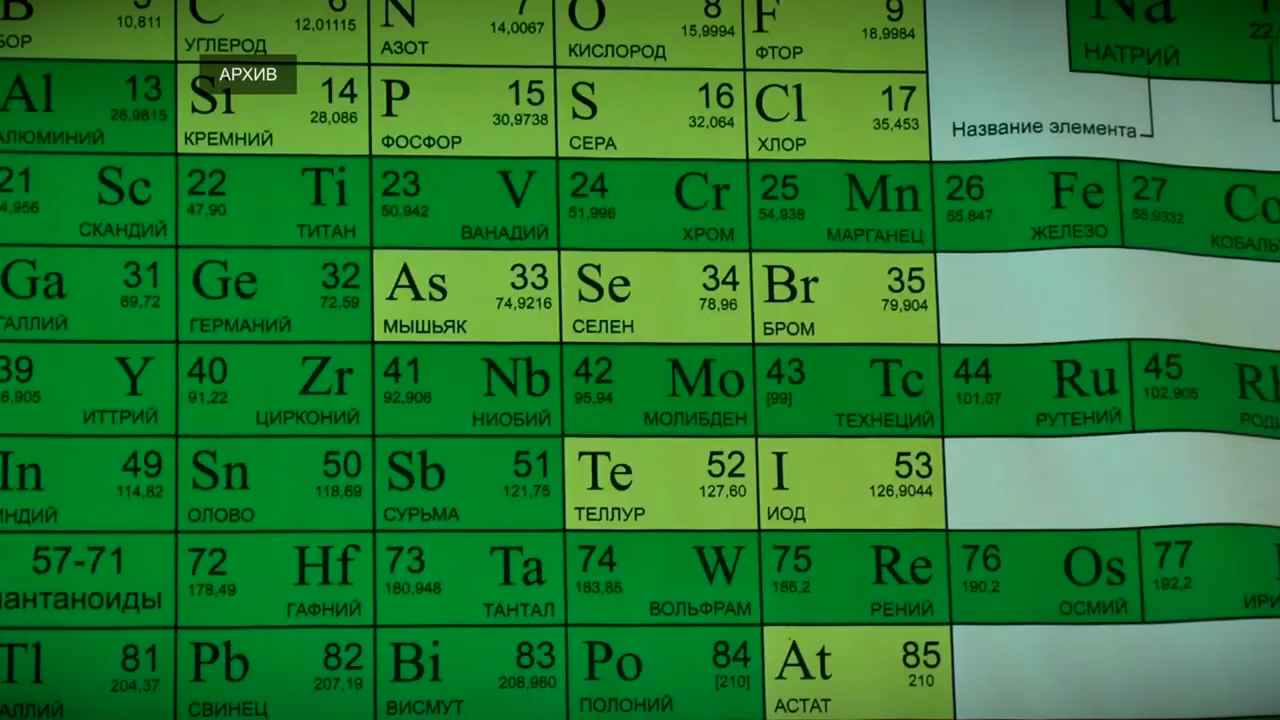 10,811 C 6 12,01115 N 7 14,0067 O 8 15,9994 F 9 18,9984 Na
БОР УГЛЕРОД АЗОТ КИСЛОРОД ФТОР НАТРИЙ
АРХИВ
Al 13 26,9815 Si 14 28,086 P 15 30,9738 S 16 32,064 Cl 17 35,453
АЛЮМИНИЙ КРЕМНИЙ ФОСФОР СЕРА ХЛОР Название элемента
21 Sc 22 Ti 23 V 24 Cr 25 Mn 26 Fe 27 Co
4,956 47,90 50,942 51,996 54,938 55,847 58,9332
СКАНДИЙ ТИТАН ВАНАДИЙ ХРОМ МАРГАНЕЦ ЖЕЛЕЗО КОБАЛЬ
Ga 31 69,72 Ge 32 72,59 As 33 74,9216 Se 34 78,96 Br 35 79,904
ГАЛЛИЙ ГЕРМАНИЙ МЫШЬЯК СЕЛЕН БРОМ
39 Y 40 Zr 41 Nb 42 Mo 43 Tc 44 Ru 45
8,905 91,22 92,906 95,94 [99] 101,07 102,905
ИТТРИЙ ЦИРКОНИЙ НИОБИЙ МОЛИБДЕН ТЕХНЕЦИЙ РУТЕНИЙ РОД
In 49 114,82 Sn 50 118,69 Sb 51 121,75 Te 52 127,60 I 53 126,9044
ИНДИЙ ОЛОВО СУРЬМА ТЕЛЛУР ИОД
57-71 72 Hf 73 Ta 74 W 75 Re 76 Os 77
178,49 180,948 183,85 186,2 190,2 192,2
лантаноиды ГАФНИЙ ТАНТАЛ ВОЛЬФРАМ РЕНИЙ ОСМИЙ ИРИ
Tl 81 204,37 Pb 82 207,19 Bi 83 208,980 Po 84 [210] At 85 210
АЛЛИЙ СВИНЕЦ ВИСМУТ ПОЛОНИЙ АСТАТ